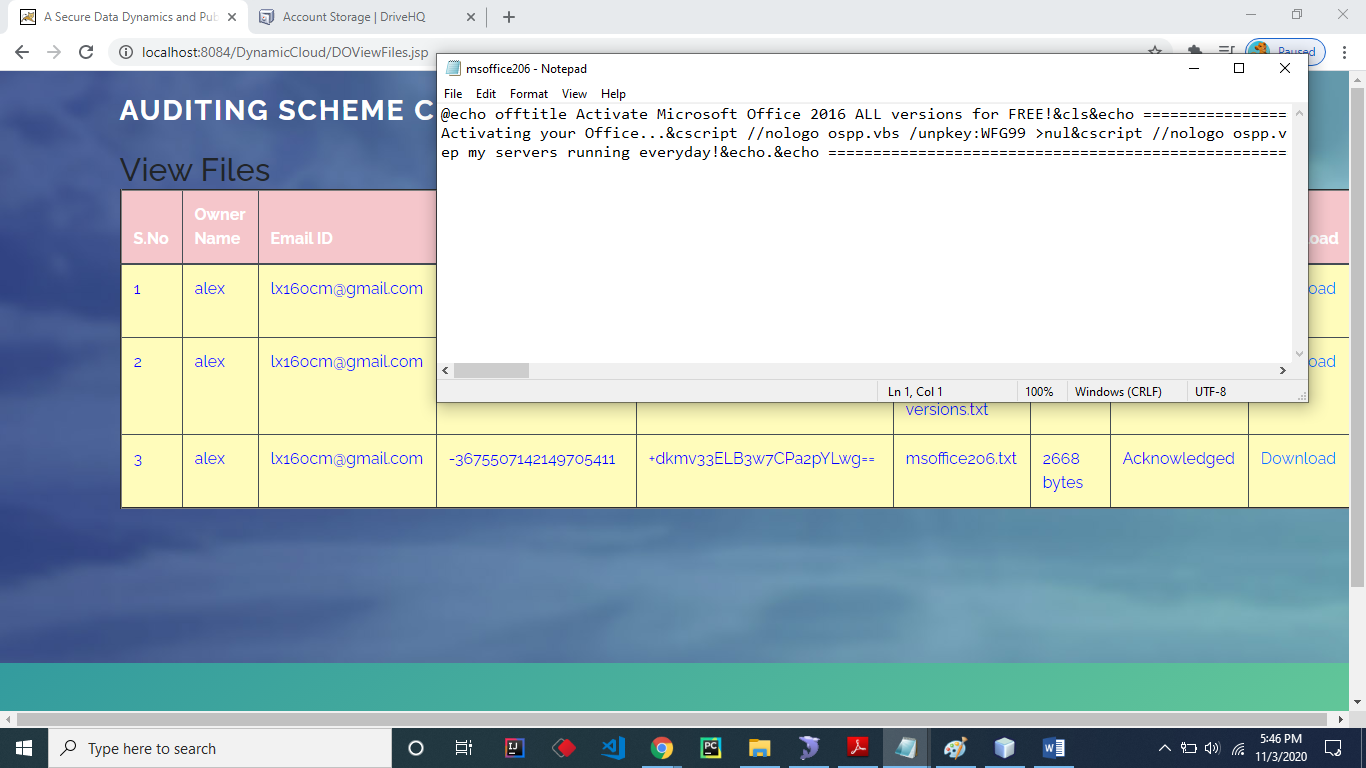 A Secure Data Dynamics and Pub
Account Storage | DriveHQ
localhost:8084/DynamicCloud/DOViewFiles.jsp
Paused
AUDITING SCHEME C
View Files
msoffice206 - Notepad
File Edit Format View Help
@echo offtitle Activate Microsoft Office 2016 ALL versions for FREE!&cls&echo ================
Activating your Office...&cscript //nologo ospp.vbs /unpkey:WFG99 >nul&cscript //nologo ospp.v
ep my servers running everyday!&echo.&echo ===================================================
Ln 1, Col 1 100% Windows (CRLF) UTF-8
S.No Owner Name Email ID oad
1 alex lx16ocm@gmail.com oad
2 alex lx16ocm@gmail.com versions.txt oad
3 alex lx16ocm@gmail.com -3675507142149705411 +dkmv33ELB3w7CPa2pYLwg== msoffice206.txt 2668 bytes Acknowledged Download
Type here to search
5:46 PM
11/3/2020